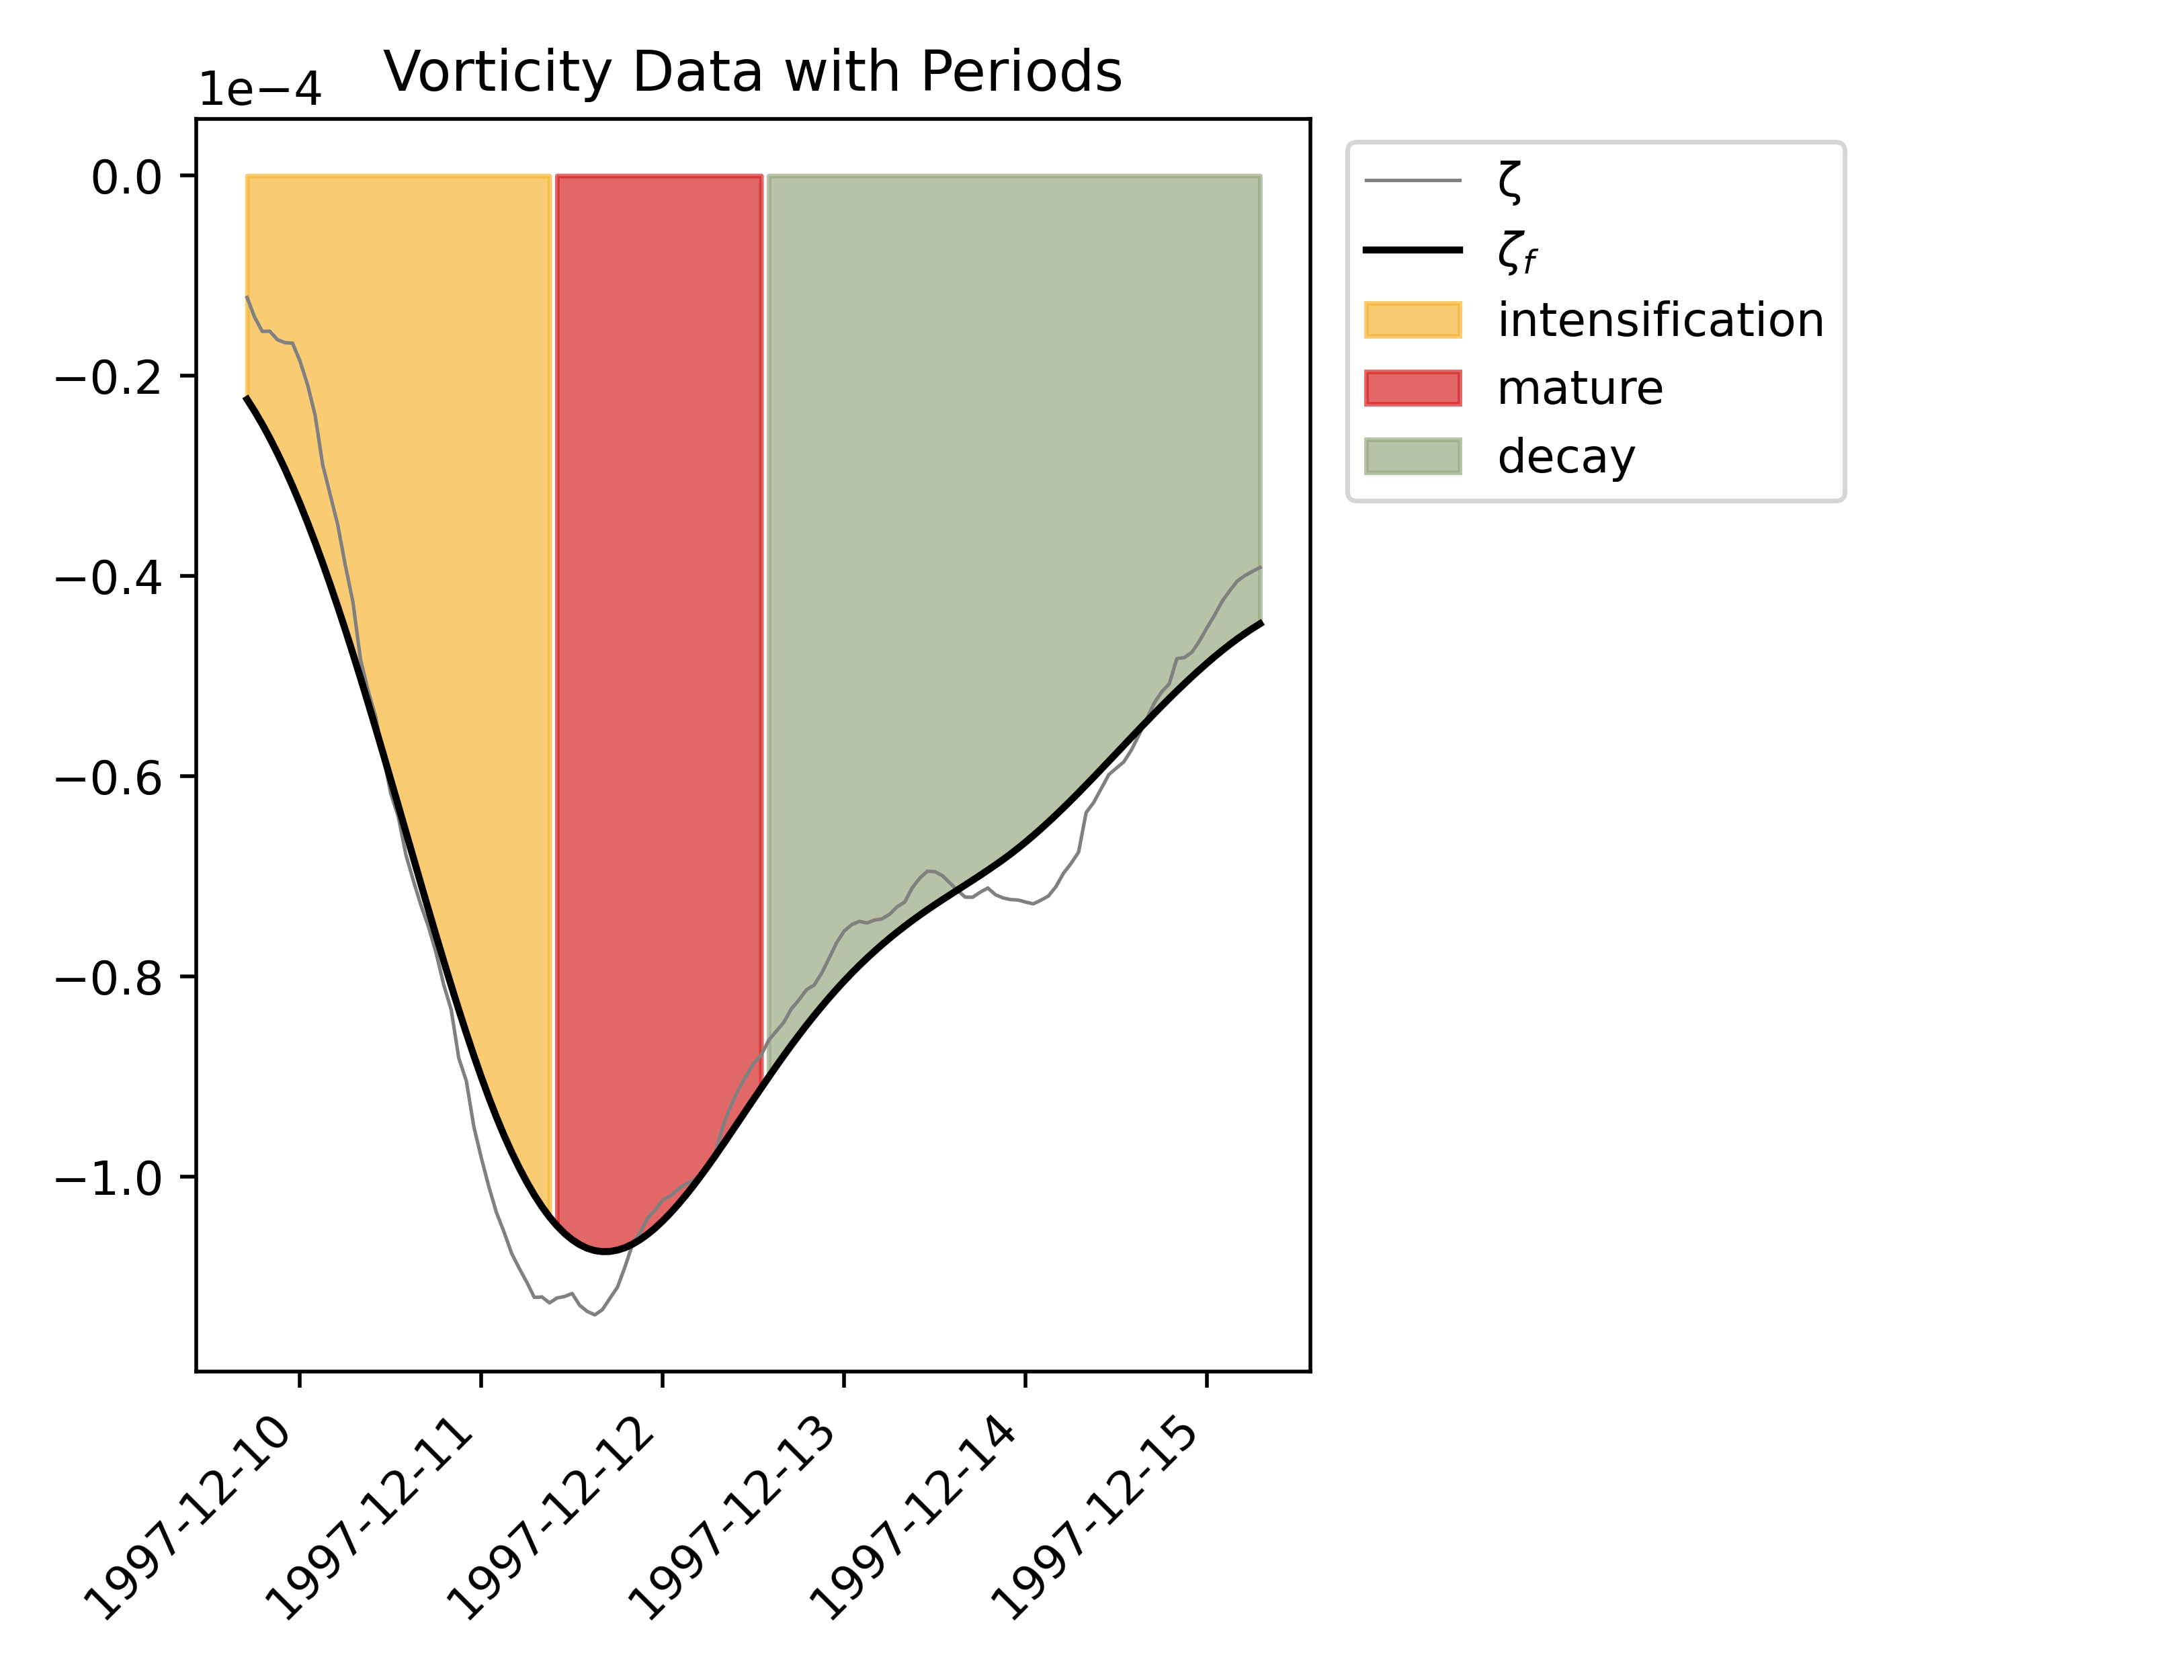 Vorticity Data with Periods
1e−4
0.0
−0.2
−0.4
−0.6
−0.8
−1.0
1997-12-10
1997-12-11
1997-12-12
1997-12-13
1997-12-14
1997-12-15
ζ
ζf
intensification
mature
decay